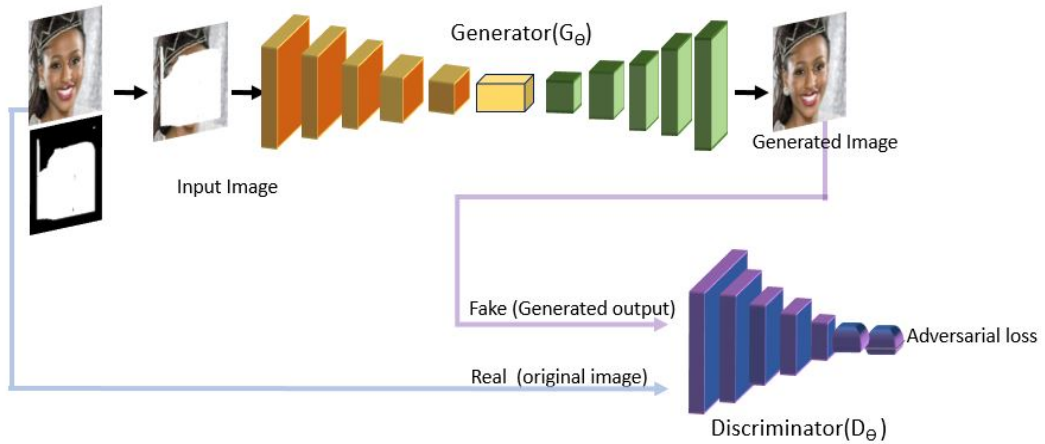 Generator(Gθ)
Generated Image
Input Image
Fake (Generated output)
Adversarial loss
Real (original image)
Discriminator(Dθ)